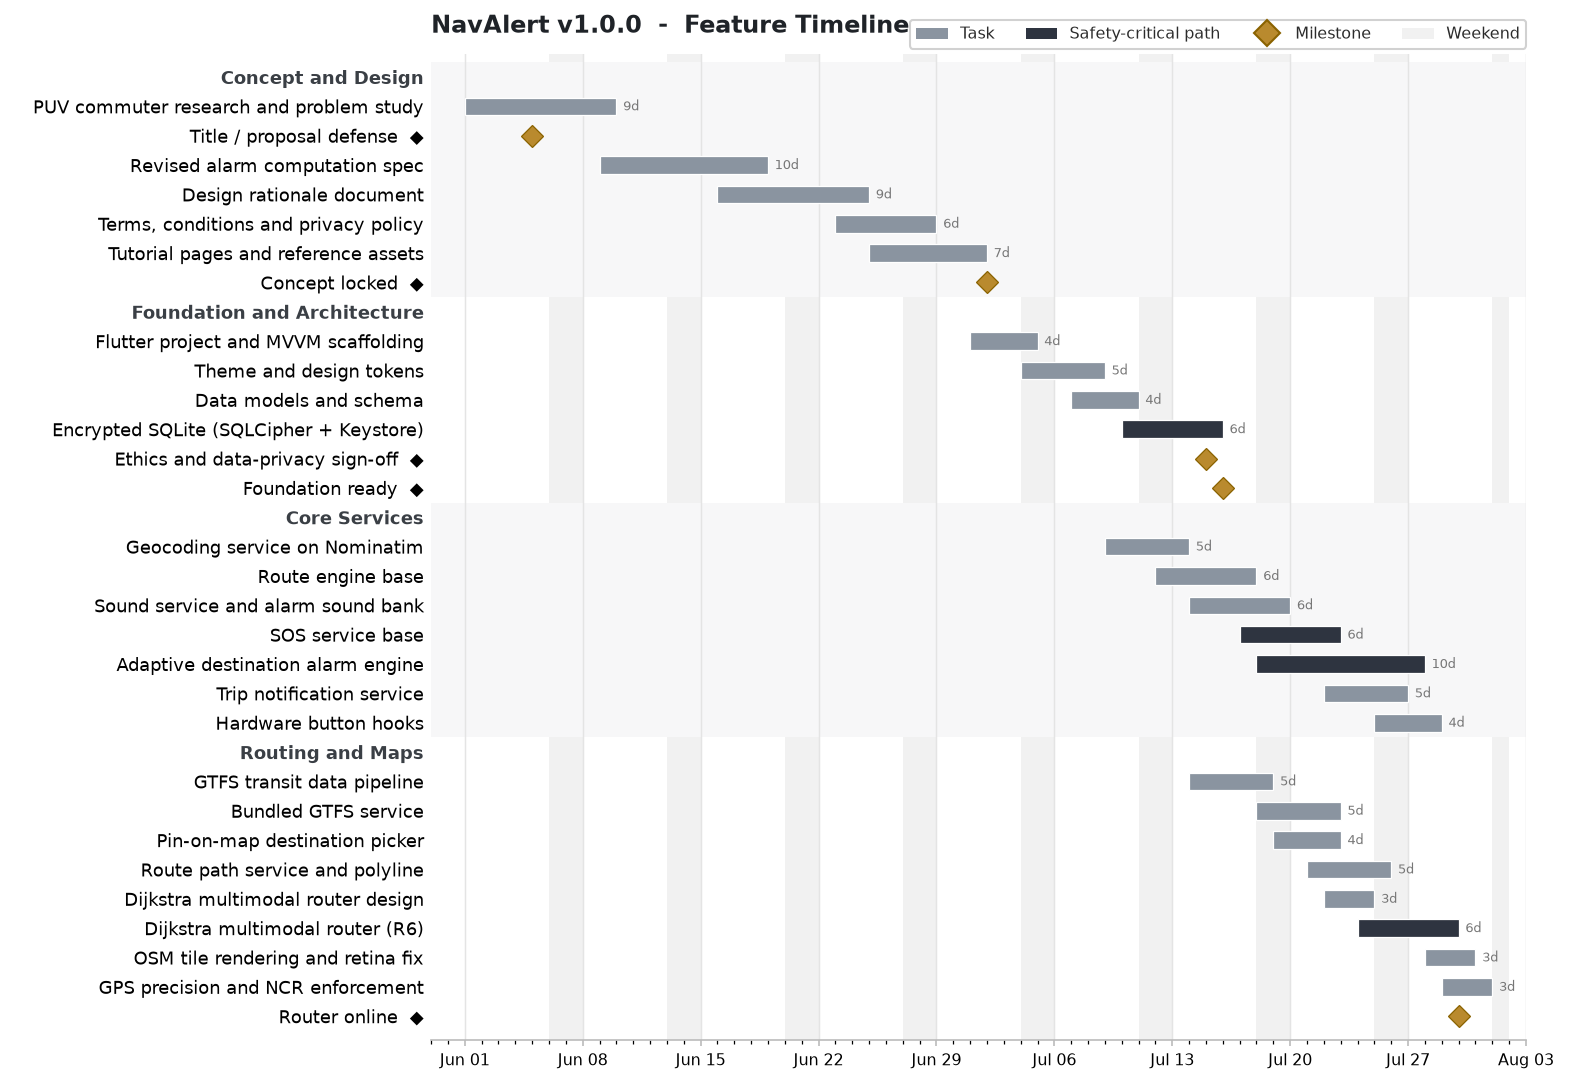 NavAlert v1.0.0  -  Feature Timeline
Task
Safety-critical path
Milestone
Weekend
Concept and Design
PUV commuter research and problem study 9d
Title / proposal defense ◆
Revised alarm computation spec 10d
Design rationale document 9d
Terms, conditions and privacy policy 6d
Tutorial pages and reference assets 7d
Concept locked ◆
Foundation and Architecture
Flutter project and MVVM scaffolding 4d
Theme and design tokens 5d
Data models and schema 4d
Encrypted SQLite (SQLCipher + Keystore) 6d
Ethics and data-privacy sign-off ◆
Foundation ready ◆
Core Services
Geocoding service on Nominatim 5d
Route engine base 6d
Sound service and alarm sound bank 6d
SOS service base 6d
Adaptive destination alarm engine 10d
Trip notification service 5d
Hardware button hooks 4d
Routing and Maps
GTFS transit data pipeline 5d
Bundled GTFS service 5d
Pin-on-map destination picker 4d
Route path service and polyline 5d
Dijkstra multimodal router design 3d
Dijkstra multimodal router (R6) 6d
OSM tile rendering and retina fix 3d
GPS precision and NCR enforcement 3d
Router online ◆
Jun 01 Jun 08 Jun 15 Jun 22 Jun 29 Jul 06 Jul 13 Jul 20 Jul 27 Aug 03